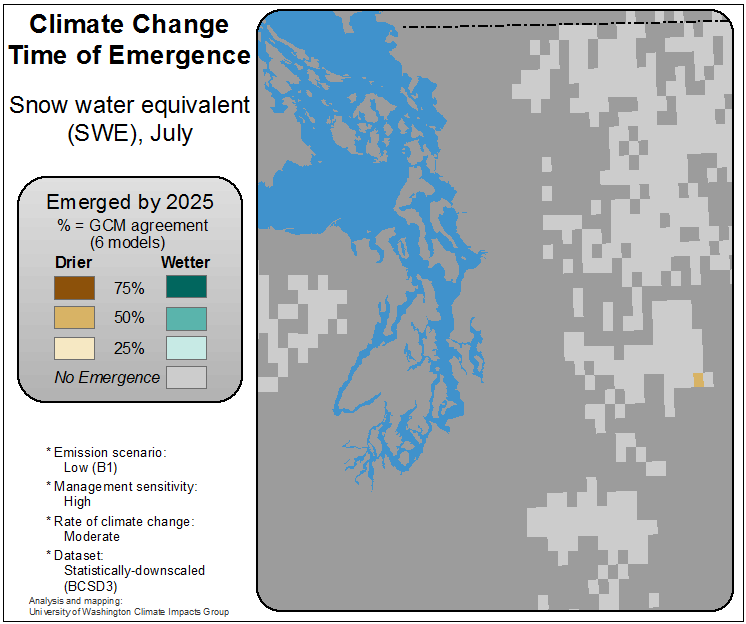 Climate Change
Time of Emergence
Snow water equivalent
(SWE), July
Emerged by 2025
% = GCM agreement
(6 models)
Drier Wetter
75%
50%
25%
No Emergence
* Emission scenario:
Low (B1)
* Management sensitivity:
High
* Rate of climate change:
Moderate
* Dataset:
Statistically-downscaled
(BCSD3)
Analysis and mapping:
University of Washington Climate Impacts Group